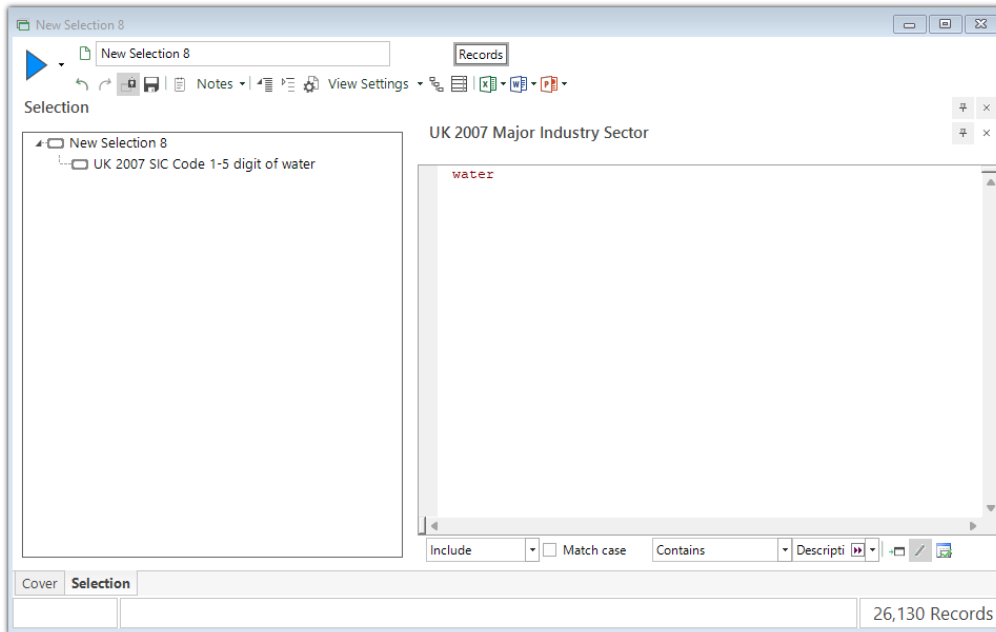 New Selection 8
New Selection 8
Records
Notes
View Settings
Selection
New Selection 8
UK 2007 SIC Code 1-5 digit of water
UK 2007 Major Industry Sector
water
Include
Match case
Contains
Descripti
Cover
Selection
26,130 Records